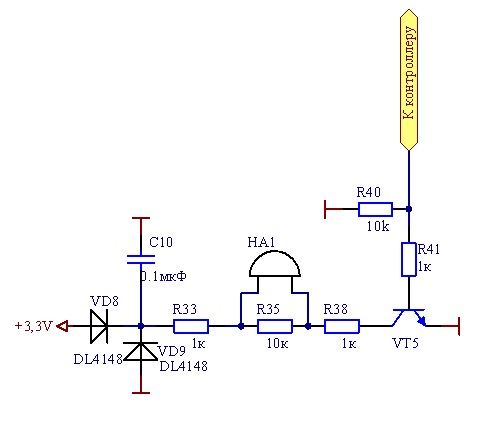 К контроллеру
R40
10k
C10
HA1
R41
1к
0.1мкФ
VD8
R33
R35
R38
+3,3V
VD9
1к
10к
1к
VT5
DL4148
DL4148